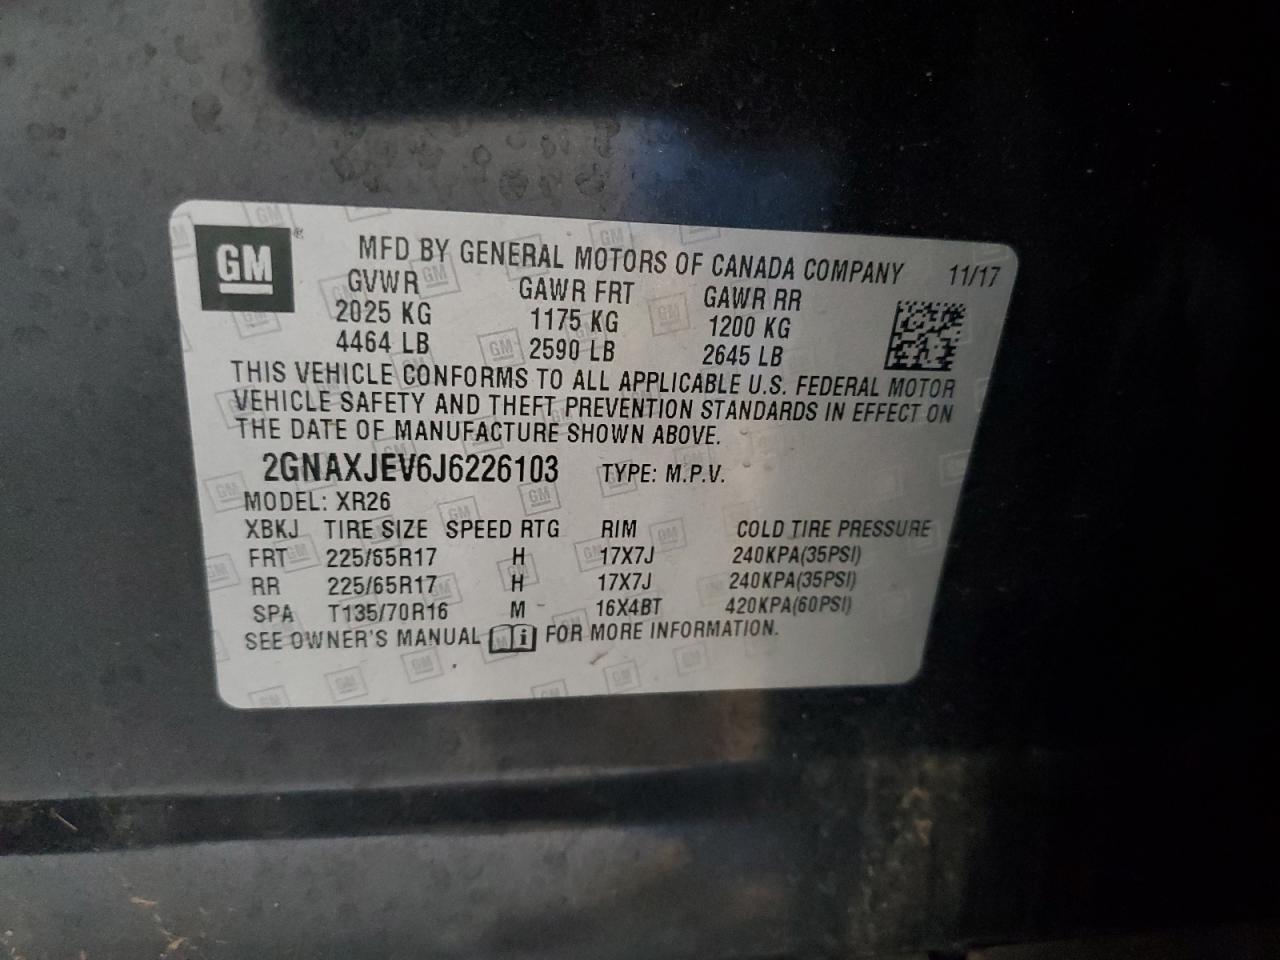 GM ® MFD BY GENERAL MOTORS OF CANADA COMPANY 11/17
GVWR GAWR FRT GAWR RR
2025 KG 1175 KG 1200 KG
4464 LB 2590 LB 2645 LB
THIS VEHICLE CONFORMS TO ALL APPLICABLE U.S. FEDERAL MOTOR
VEHICLE SAFETY AND THEFT PREVENTION STANDARDS IN EFFECT ON
THE DATE OF MANUFACTURE SHOWN ABOVE.
2GNAXJEV6J6226103 TYPE: M.P.V.
MODEL: XR26
XBKJ TIRE SIZE SPEED RTG RIM COLD TIRE PRESSURE
FRT 225/65R17 H 17X7J 240KPA(35PSI)
RR 225/65R17 H 17X7J 240KPA(35PSI)
SPA T135/70R16 M 16X4BT 420KPA(60PSI)
SEE OWNER'S MANUAL i FOR MORE INFORMATION.